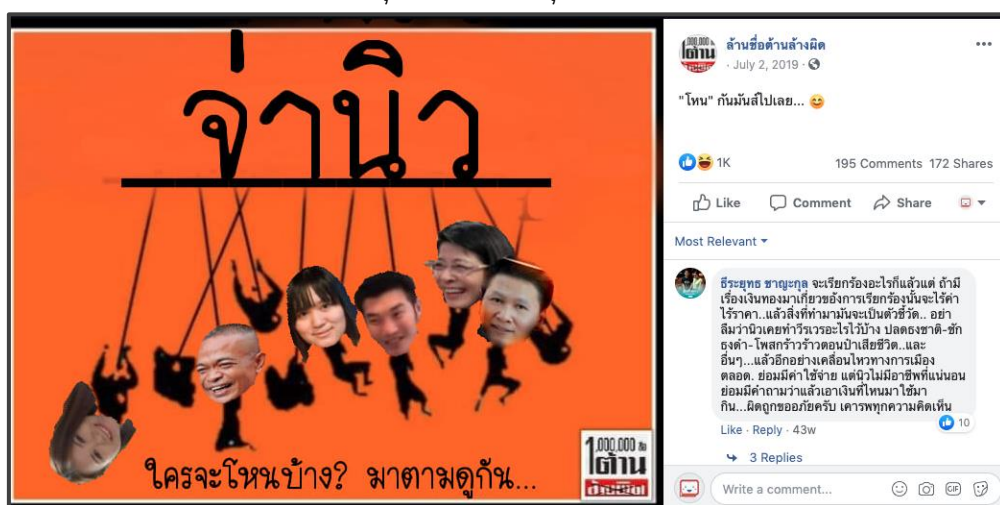 จ่านิว
ใครจะโหนบ้าง? มาตามดูกัน...
1,000,000 ชื่อ
ต้าน
ล้างผิด
ล้านชื่อต้านล้างผิด
· July 2, 2019 ·
"โหน" กันมันส์ไปเลย... 😊
1K
195 Comments 172 Shares
Like Comment Share
Most Relevant
ธีระยุทธ ชาญะกุล จะเรียกร้องอะไรก็แล้วแต่ ถ้ามี
เรื่องเงินทองมาเกี่ยวของการเรียกร้องนั้นจะไร้ค่า
ไร้ราคา..แล้วสิ่งที่ทำมามันจะเป็นตัวชี้วัด.. อย่า
ลืมว่านิวเคยทำวีรเวรอะไรไว้บ้าง ปลดธงชาติ-ชัก
ธงดำ-โพสกร้าวร้าวตอนป๋าเสียชีวิต..และ
อื่นๆ...แล้วอีกอย่างเคลื่อนไหวทางการเมือง
ตลอด. ย่อมมีค่าใช้จ่าย แต่นิวไม่มีอาชีพที่แน่นอน
ย่อมมีคำถามว่าแล้วเอาเงินที่ไหนมาใช้มา
กิน...ผิดถูกขออภัยครับ เคารพทุกความคิดเห็น
10
Like · Reply · 43w
3 Replies
Write a comment...
GIF